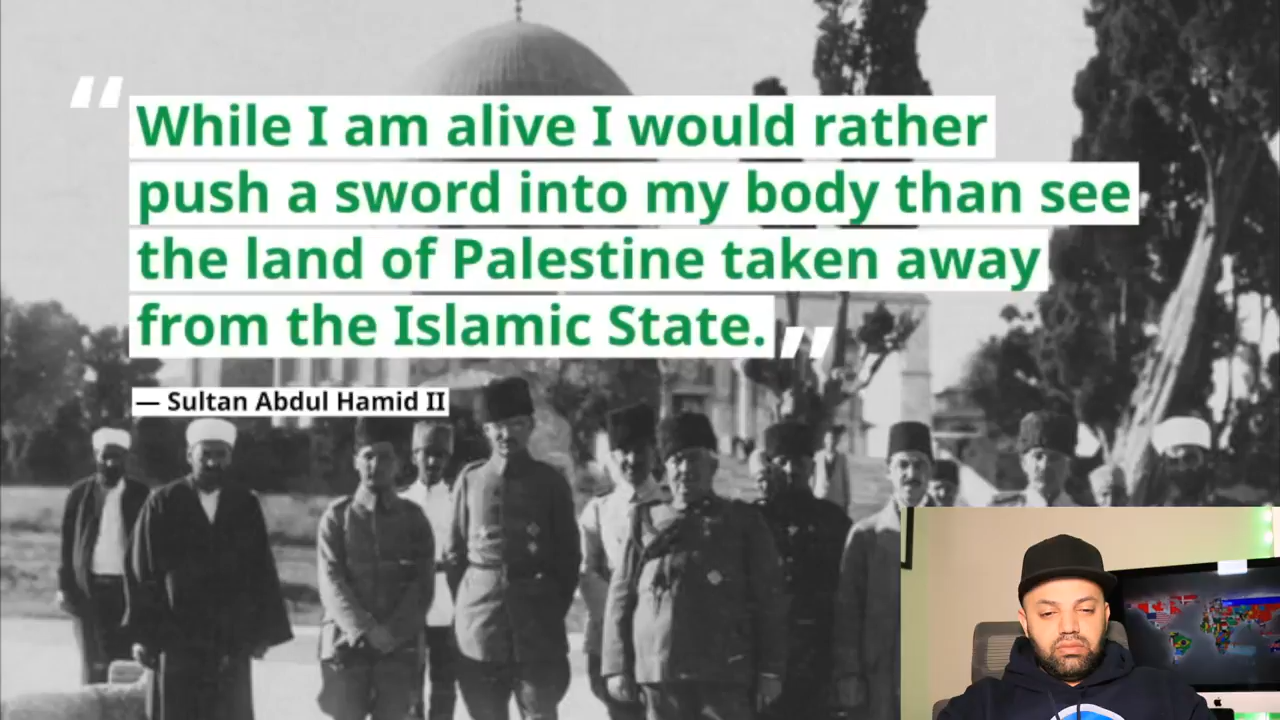 “
While I am alive I would rather
push a sword into my body than see
the land of Palestine taken away
from the Islamic State.”
— Sultan Abdul Hamid II